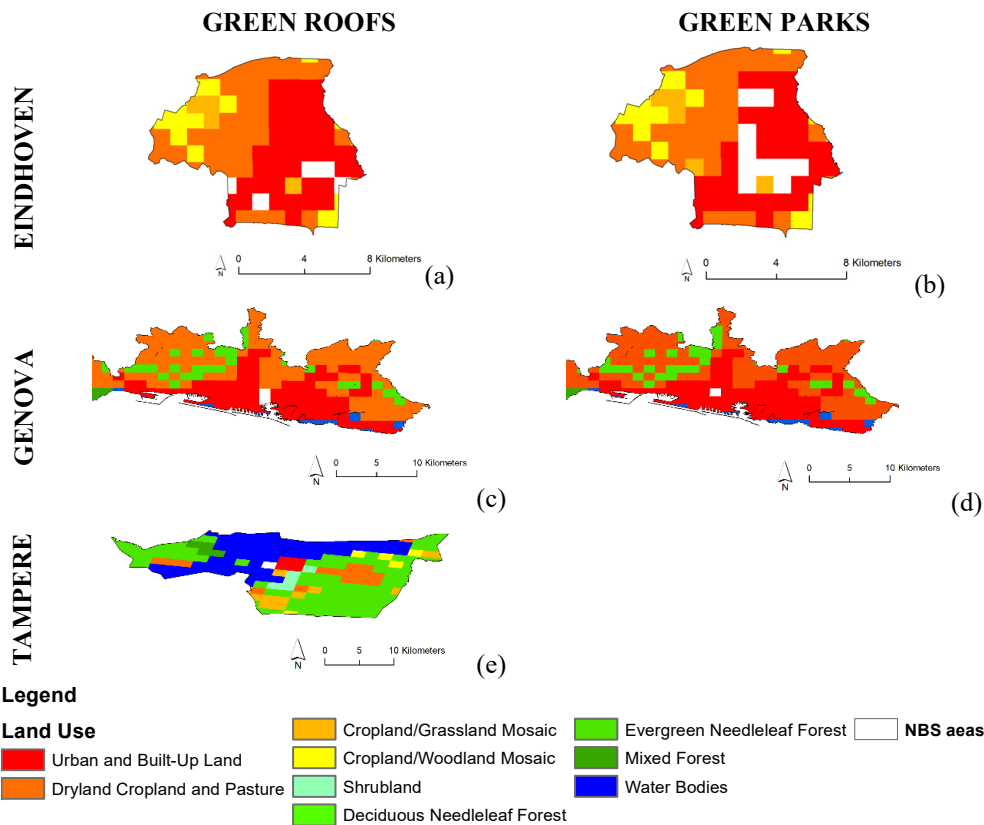 GREEN ROOFS
GREEN PARKS
EINDHOVEN
N
0 4 8 Kilometers
(a)
N
0 4 8 Kilometers
(b)
GENOVA
N
0 5 10 Kilometers
(c)
N
0 5 10 Kilometers
(d)
TAMPERE
N
0 5 10 Kilometers
(e)
Legend
Land Use
Urban and Built-Up Land
Dryland Cropland and Pasture
Cropland/Grassland Mosaic
Cropland/Woodland Mosaic
Shrubland
Deciduous Needleleaf Forest
Evergreen Needleleaf Forest
Mixed Forest
Water Bodies
NBS aeas